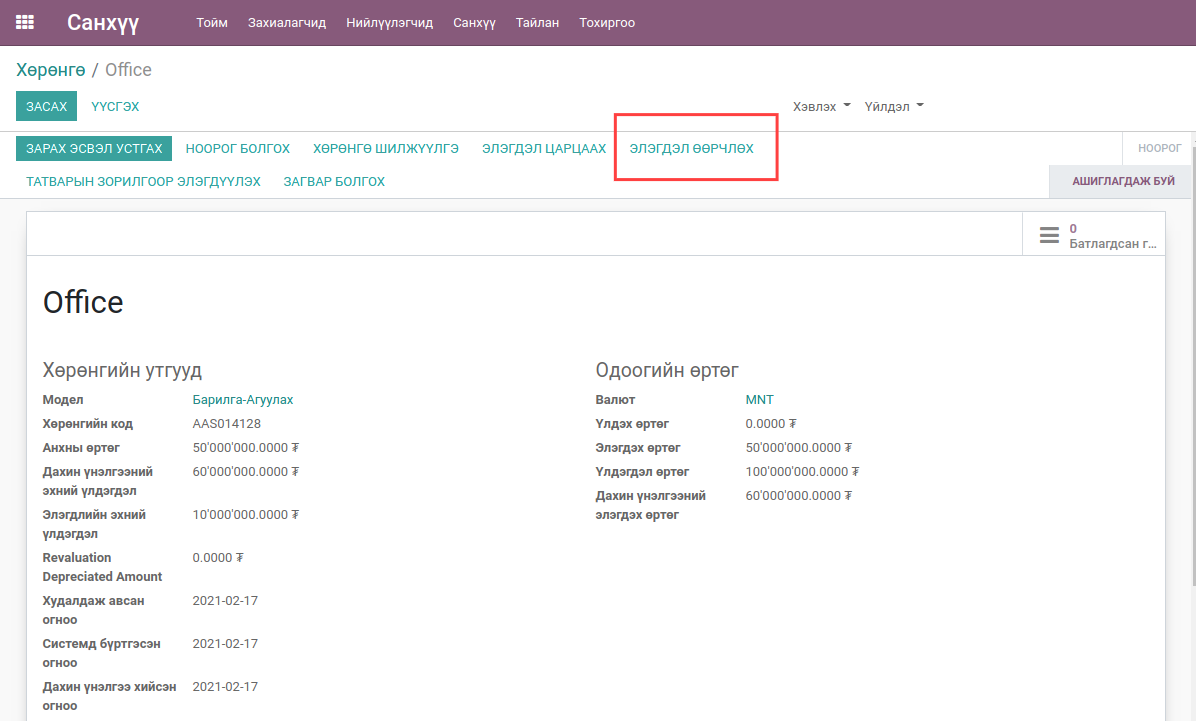 Санхүү Тойм Захиалагчид Нийлүүлэгчид Санхүү Тайлан Тохиргоо
Хөрөнгө / Office
ЗАСАХ ҮҮСГЭХ Хэвлэх Үйлдэл
ЗАРАХ ЭСВЭЛ УСТГАХ НООРОГ БОЛГОХ ХӨРӨНГӨ ШИЛЖҮҮЛГЭ ЭЛЭГДЭЛ ЦАРЦААХ ЭЛЭГДЭЛ ӨӨРЧЛӨХ НООРОГ
ТАТВАРЫН ЗОРИЛГООР ЭЛЭГДҮҮЛЭХ ЗАГВАР БОЛГОХ АШИГЛАГДАЖ БУЙ
0
Батлагдсан г...
Office
Хөрөнгийн утгууд
Модел Барилга-Агуулах
Хөрөнгийн код AAS014128
Анхны өртөг 50'000'000.0000 ₮
Дахин үнэлгээний 60'000'000.0000 ₮
эхний үлдэгдэл
Элэгдлийн эхний 10'000'000.0000 ₮
үлдэгдэл
Revaluation 0.0000 ₮
Depreciated Amount
Худалдаж авсан 2021-02-17
огноо
Системд бүртгэсэн 2021-02-17
огноо
Дахин үнэлгээ хийсэн 2021-02-17
огноо
Одоогийн өртөг
Валют MNT
Үлдэх өртөг 0.0000 ₮
Элэгдэх өртөг 50'000'000.0000 ₮
Үлдэгдэл өртөг 100'000'000.0000 ₮
Дахин үнэлгээний 60'000'000.0000 ₮
элэгдэх өртөг